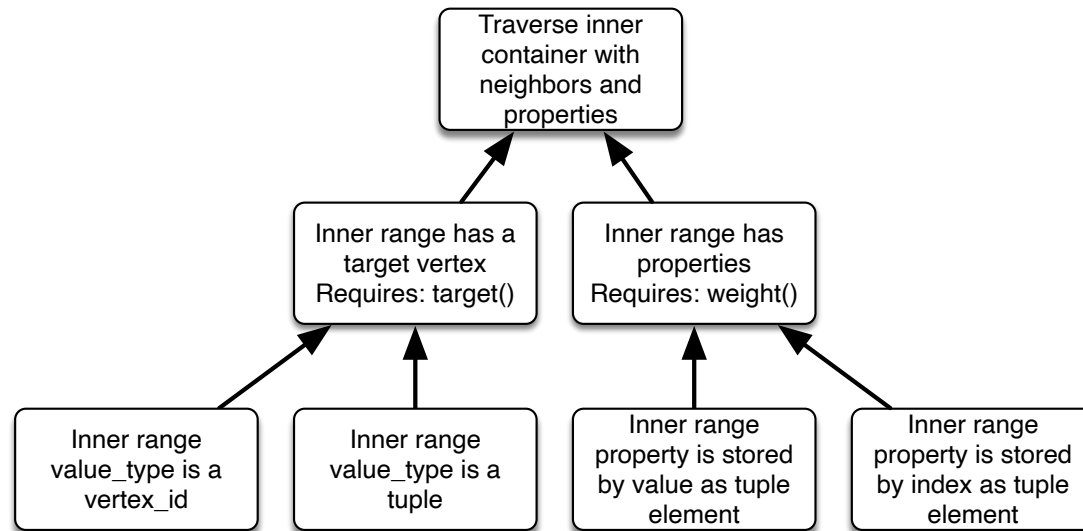 Traverse inner
container with
neighbors and
properties
Inner range has a
target vertex
Requires: target()
Inner range has
properties
Requires: weight()
Inner range
value_type is a
vertex_id
Inner range
value_type is a
tuple
Inner range
property is stored
by value as tuple
element
Inner range
property is stored
by index as tuple
element